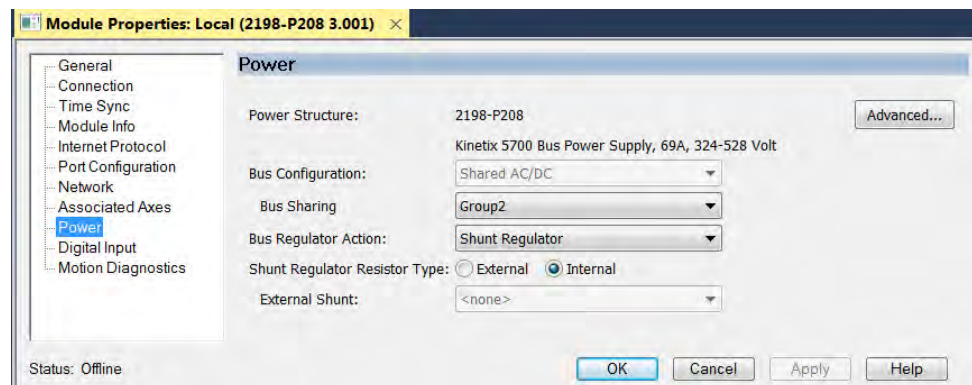 Module Properties: Local (2198-P208 3.001) ×
General
Connection
Time Sync
Module Info
Internet Protocol
Port Configuration
Network
Associated Axes
Power
Digital Input
Motion Diagnostics
Power
Power Structure: 2198-P208 Advanced...
Kinetix 5700 Bus Power Supply, 69A, 324-528 Volt
Bus Configuration: Shared AC/DC
Bus Sharing Group2
Bus Regulator Action: Shunt Regulator
Shunt Regulator Resistor Type: External Internal
External Shunt: <none>
Status: Offline OK Cancel Apply Help